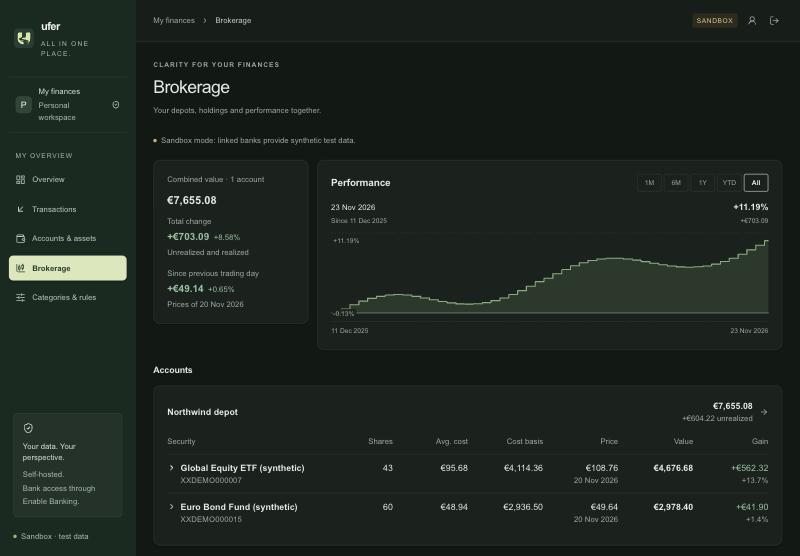 ufer
ALL IN ONE
PLACE.
P
My finances
Personal
workspace
MY OVERVIEW
Overview
Transactions
Accounts & assets
Brokerage
Categories & rules
Your data. Your
perspective.
Self-hosted.
Bank access through
Enable Banking.
Sandbox · test data
My finances > Brokerage
SANDBOX
CLARITY FOR YOUR FINANCES
Brokerage
Your depots, holdings and performance together.
Sandbox mode: linked banks provide synthetic test data.
Combined value · 1 account
€7,655.08
Total change
+€703.09 +8.58%
Unrealized and realized
Since previous trading day
+€49.14 +0.65%
Prices of 20 Nov 2026
Performance
1M 6M 1Y YTD All
23 Nov 2026 +11.19%
Since 11 Dec 2025 +€703.09
+11.19%
-0.13%
11 Dec 2025 23 Nov 2026
Accounts
Northwind depot
€7,655.08
+€604.22 unrealized
Security Shares Avg. cost Cost basis Price Value Gain
Global Equity ETF (synthetic) 43 €95.68 €4,114.36 €108.76 €4,676.68 +€562.32
XXDEMO000007 20 Nov 2026 +13.7%
Euro Bond Fund (synthetic) 60 €48.94 €2,936.50 €49.64 €2,978.40 +€41.90
XXDEMO000015 20 Nov 2026 +1.4%